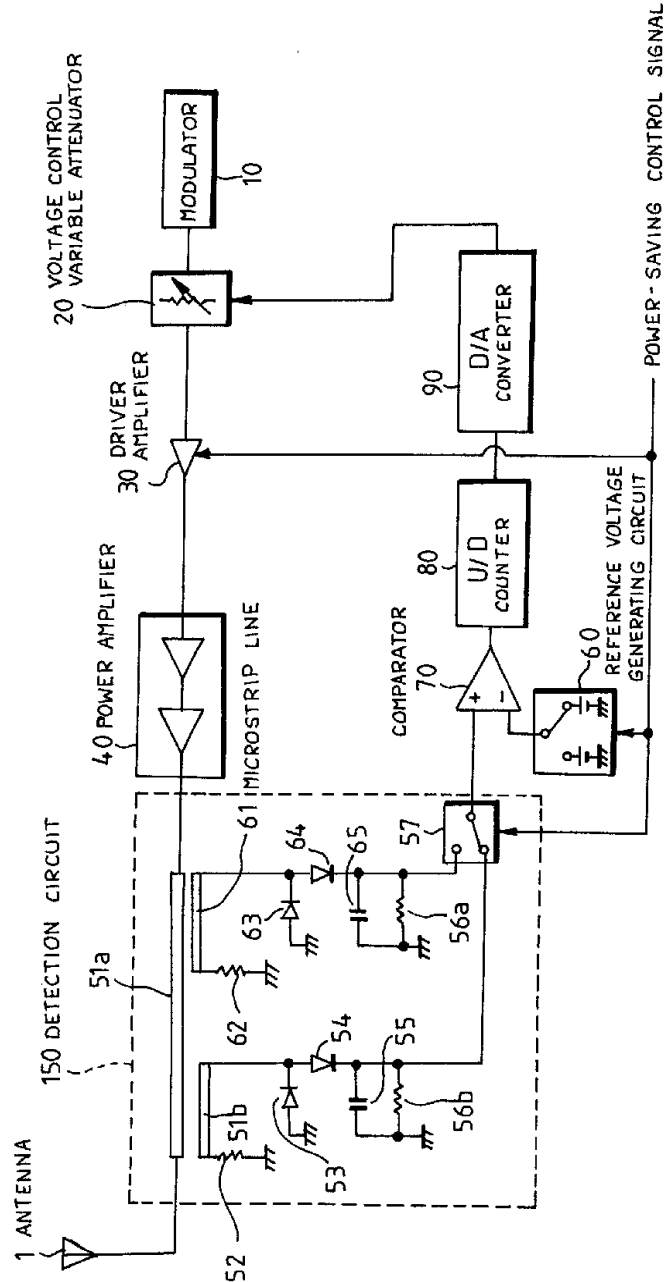 1 ANTENNA
150 DETECTION CIRCUIT
51a
40 POWER AMPLIFIER
MICROSTRIP LINE
30 DRIVER
AMPLIFIER
20 VOLTAGE CONTROL
VARIABLE ATTENUATOR
MODULATOR
10
52
51b
53
54
55
56b
62
61
63
64
65
56a
57
COMPARATOR
70
+
−
80
U/D
COUNTER
90
D/A
CONVERTER
60
REFERENCE VOLTAGE
GENERATING CIRCUIT
POWER-SAVING CONTROL SIGNAL